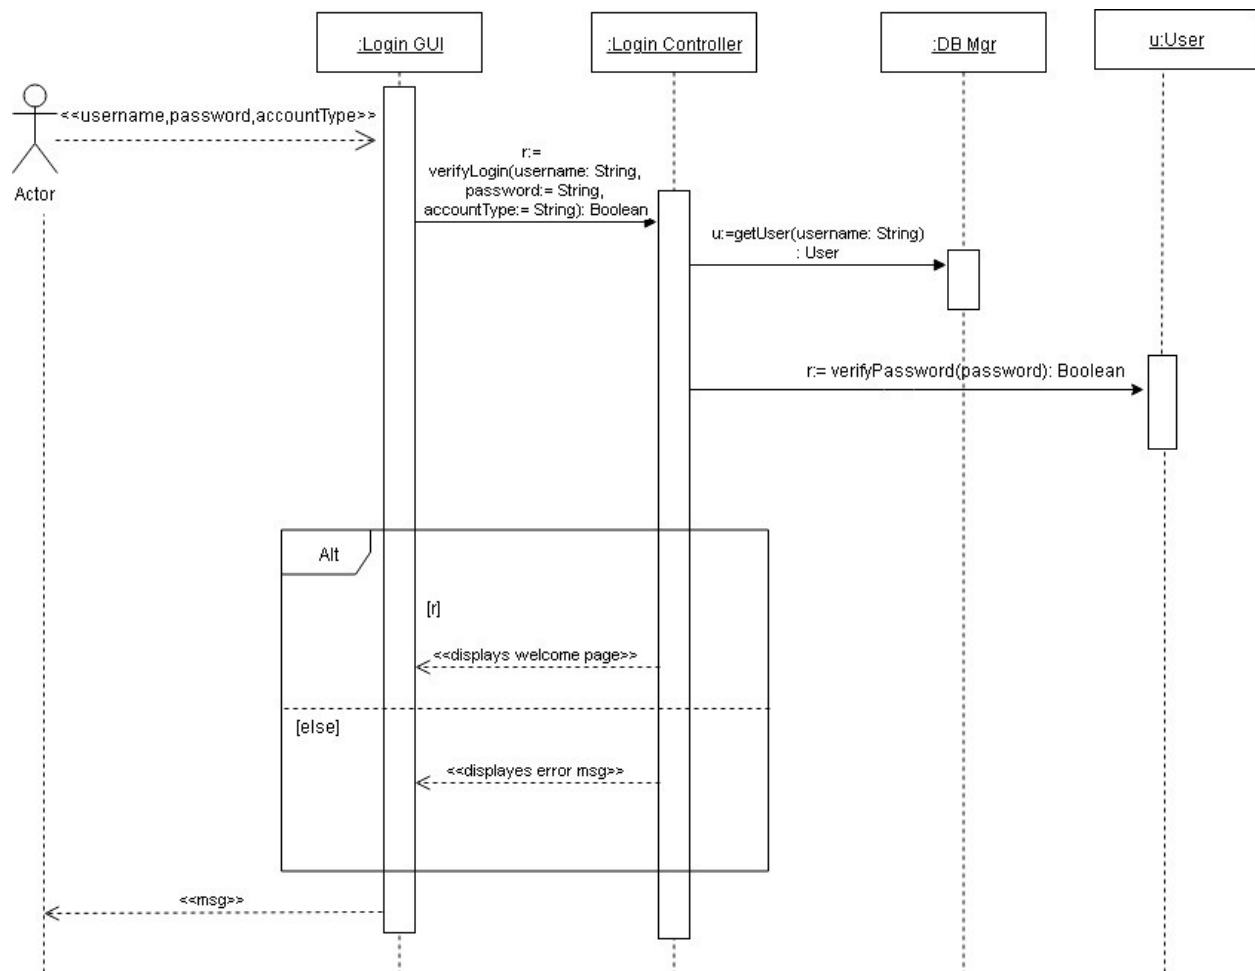 :Login GUI
:Login Controller
:DB Mgr
u:User
<<username,password,accountType>>
Actor
r:=
verifyLogin(username: String,
password:= String,
accountType:= String): Boolean
u:=getUser(username: String)
: User
r:= verifyPassword(password): Boolean
Alt
[r]
<<displays welcome page>>
[else]
<<displayes error msg>>
<<msg>>